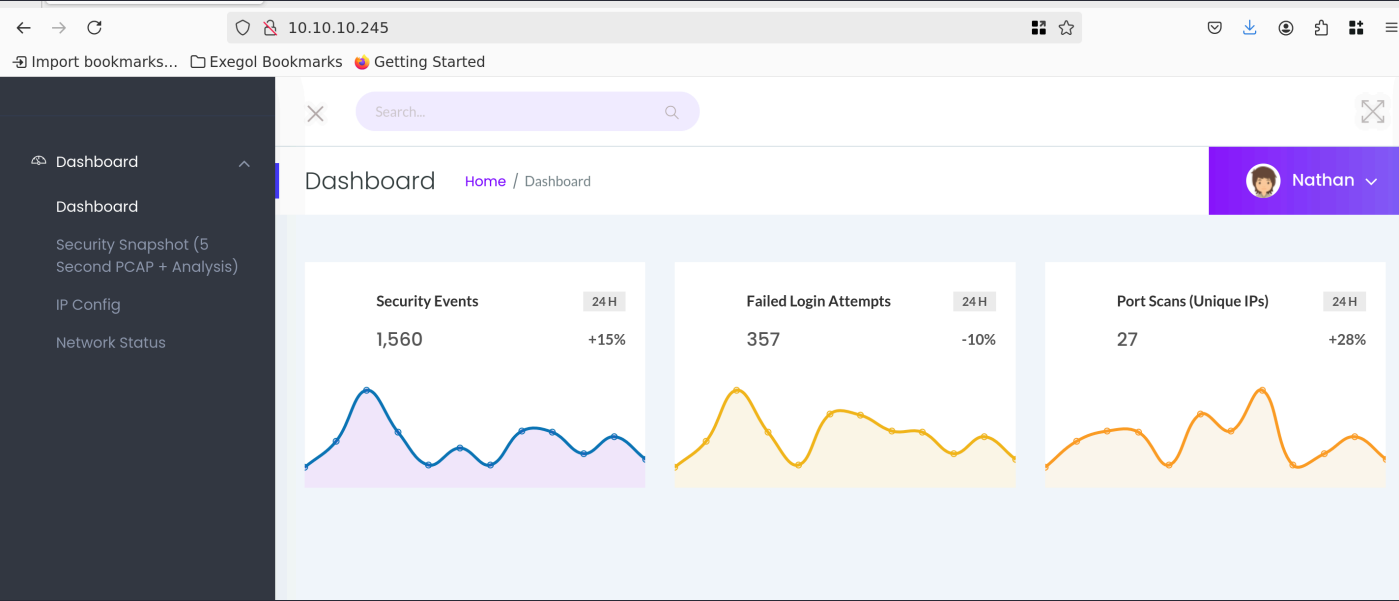 10.10.10.245
Import bookmarks... Exegol Bookmarks Getting Started
Search...
Dashboard
Dashboard
Security Snapshot (5
Second PCAP + Analysis)
IP Config
Network Status
Dashboard Home / Dashboard
Nathan
Security Events 24 H
1,560 +15%
Failed Login Attempts 24 H
357 -10%
Port Scans (Unique IPs) 24 H
27 +28%